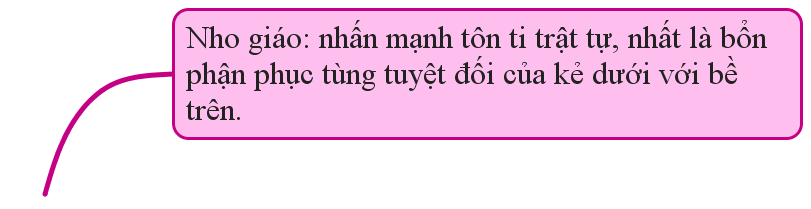 Nho giáo: nhấn mạnh tôn ti trật tự, nhất là bổn
phận phục tùng tuyệt đối của kẻ dưới với bề
trên.